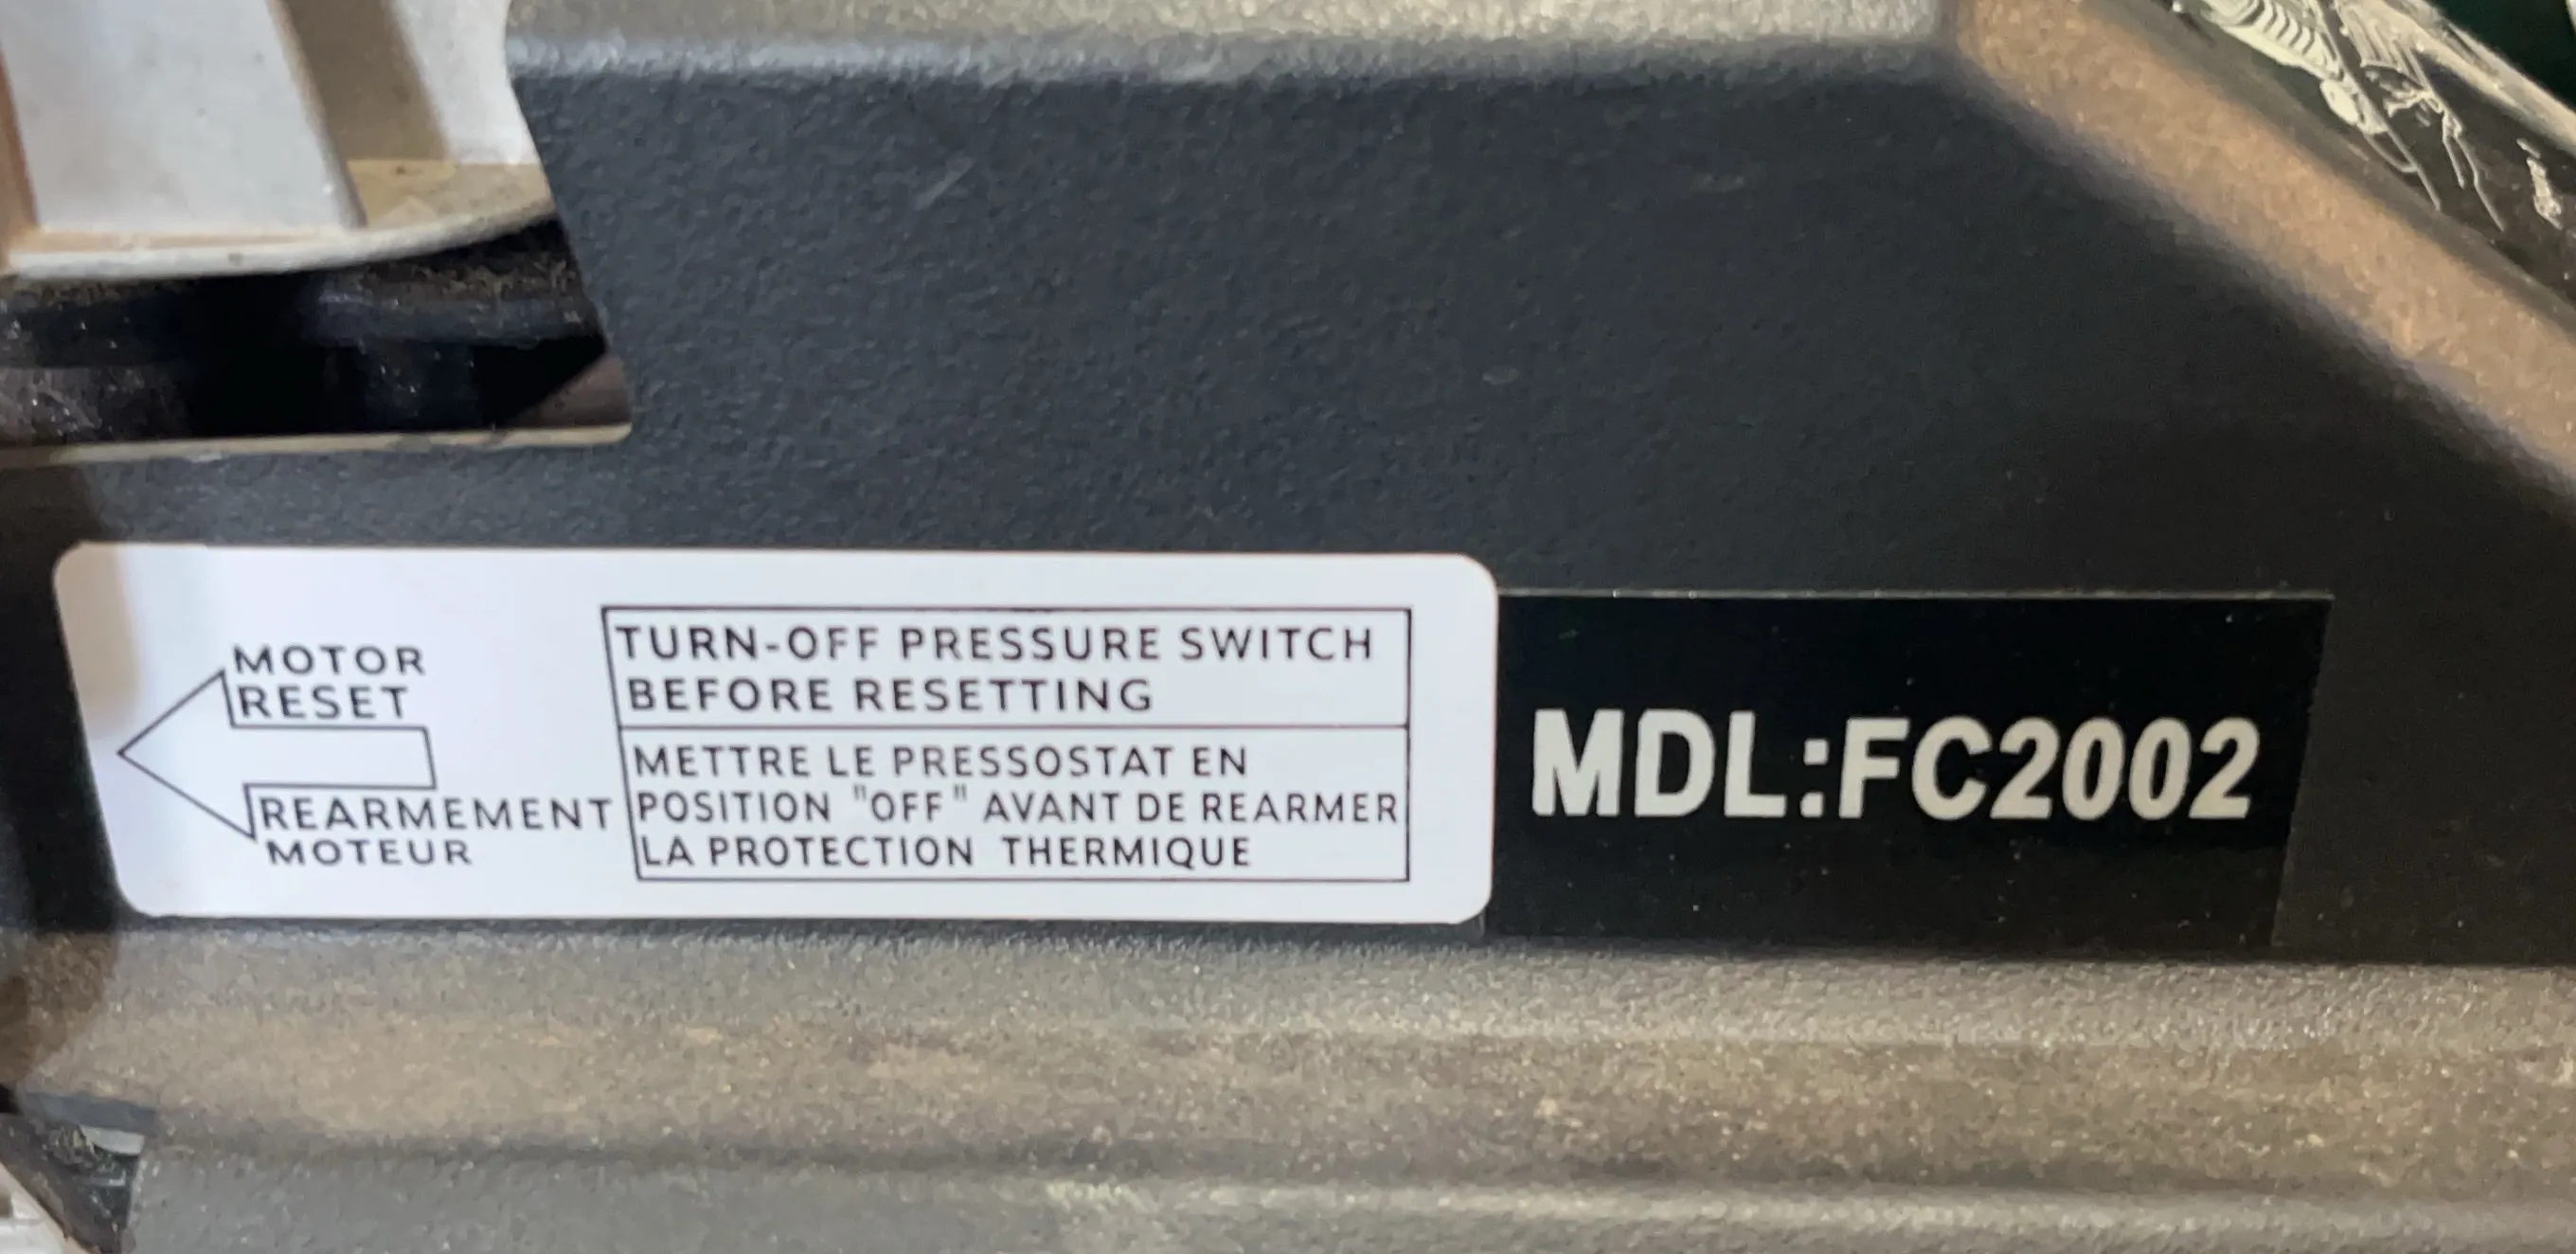 MOTOR
RESET
REARMEMENT
MOTEUR
TURN-OFF PRESSURE SWITCH
BEFORE RESETTING
METTRE LE PRESSOSTAT EN
POSITION "OFF" AVANT DE REARMER
LA PROTECTION THERMIQUE
MDL:FC2002